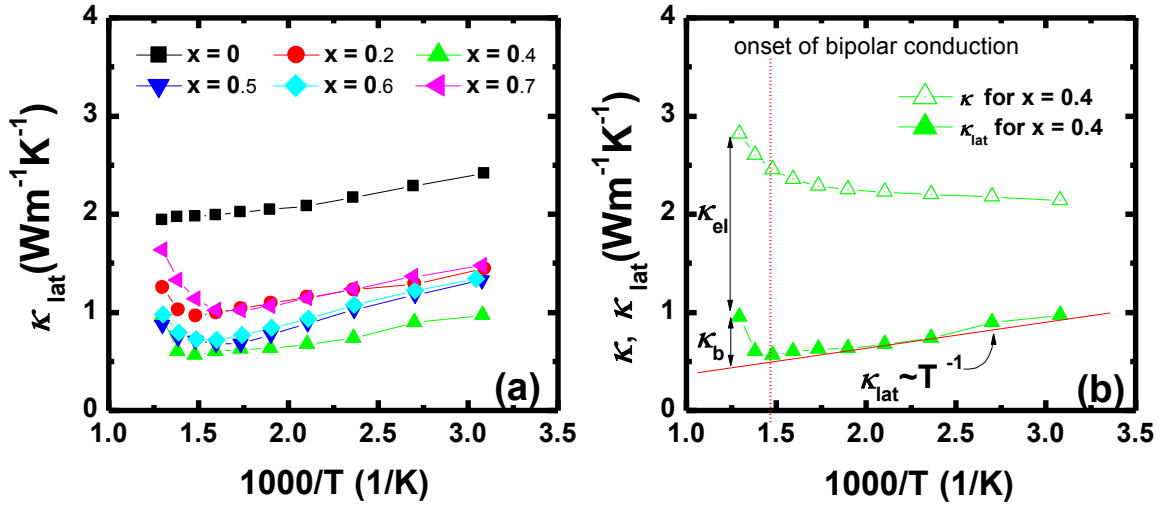 4
3
2
1
0
κlat(Wm-1K-1)
x = 0
x = 0.2
x = 0.4
x = 0.5
x = 0.6
x = 0.7
(a)
1.0 1.5 2.0 2.5 3.0 3.5
1000/T (1/K)
4
3
2
1
0
κ, κlat(Wm-1K-1)
onset of bipolar conduction
κ for x = 0.4
κlat for x = 0.4
κel
κb
κlat~T -1
(b)
1.0 1.5 2.0 2.5 3.0 3.5
1000/T (1/K)